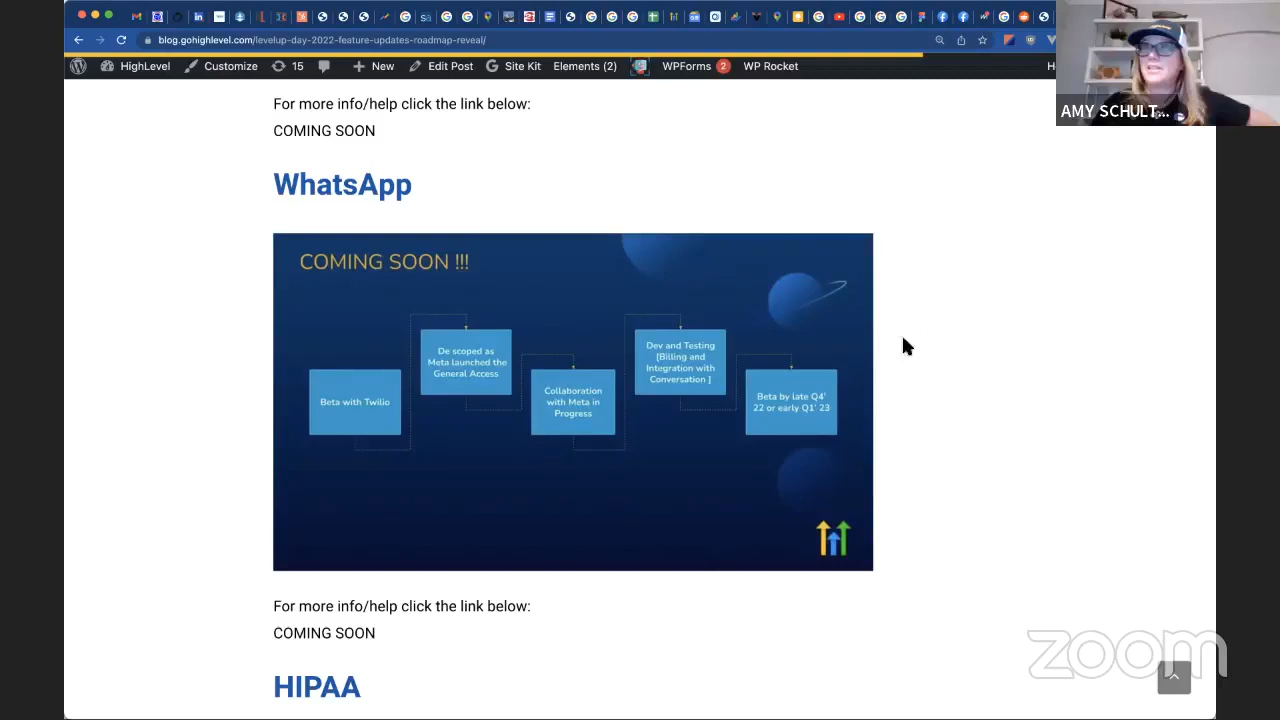 blog.gohighlevel.com/levelup-day-2022-feature-updates-roadmap-reveal/
HighLevel
Customize
15
New
Edit Post
Site Kit
Elements (2)
WPForms 2
WP Rocket
AMY SCHULT...
For more info/help click the link below:
COMING SOON
WhatsApp
COMING SOON !!!
Beta with Twilio
De scoped as
Meta launched the
General Access
Collaboration
with Meta in
Progress
Dev and Testing
[Billing and
Integration with
Conversation ]
Beta by late Q4'
22 or early Q1' 23
For more info/help click the link below:
COMING SOON
HIPAA
zoom